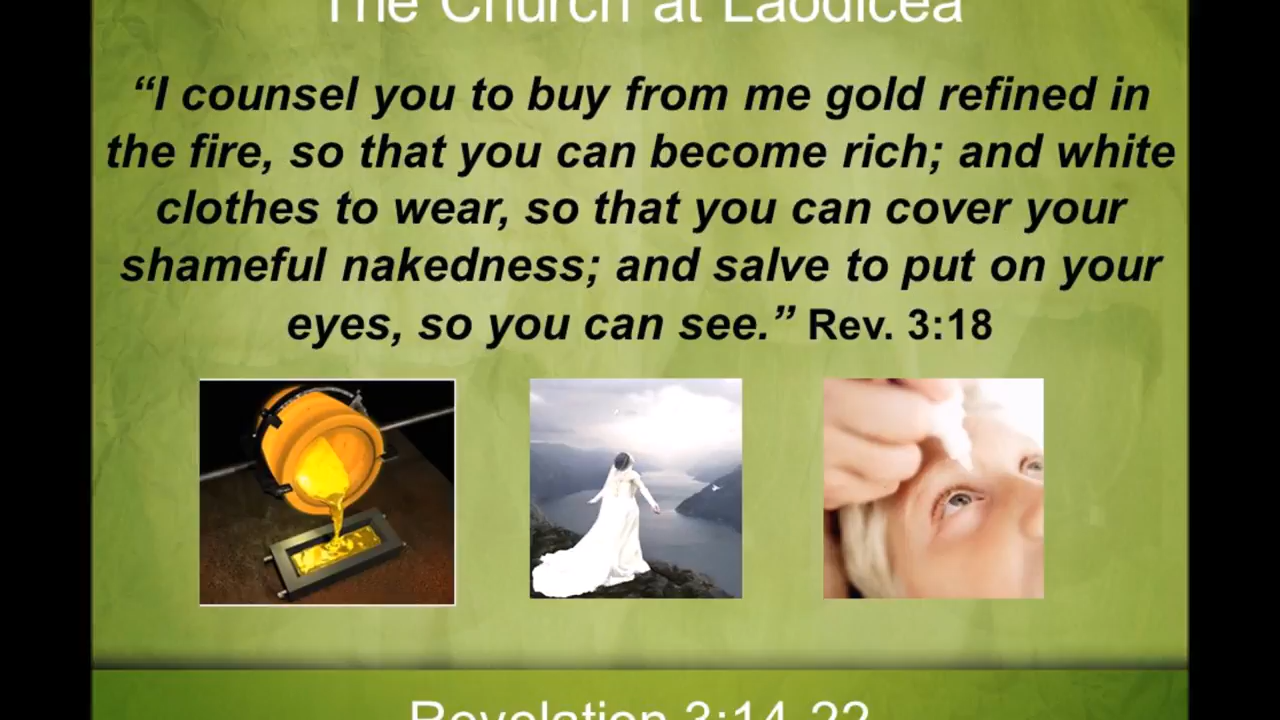 The Church at Laodicea
“I counsel you to buy from me gold refined in
the fire, so that you can become rich; and white
clothes to wear, so that you can cover your
shameful nakedness; and salve to put on your
eyes, so you can see.” Rev. 3:18
Revelation 3:14-22